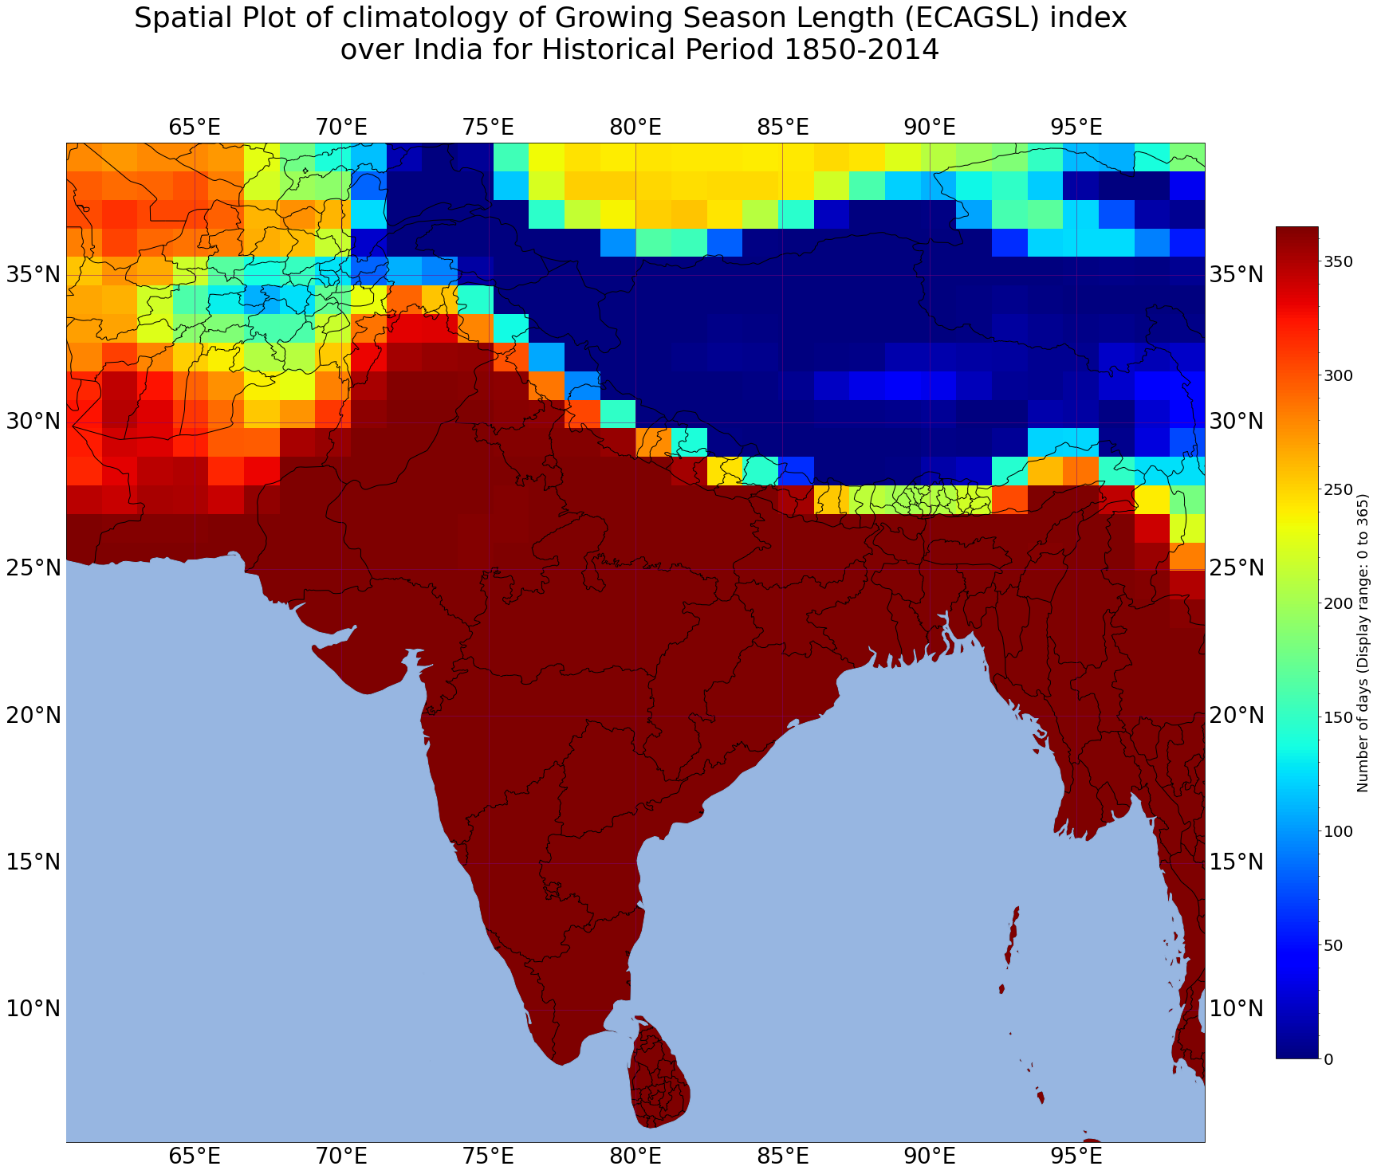 Spatial Plot of climatology of Growing Season Length (ECAGSL) index
over India for Historical Period 1850-2014
65°E 70°E 75°E 80°E 85°E 90°E 95°E
35°N 35°N
30°N 30°N
25°N 25°N
20°N 20°N
15°N 15°N
10°N 10°N
65°E 70°E 75°E 80°E 85°E 90°E 95°E
350
300
250
200
150
100
50
0
Number of days (Display range: 0 to 365)